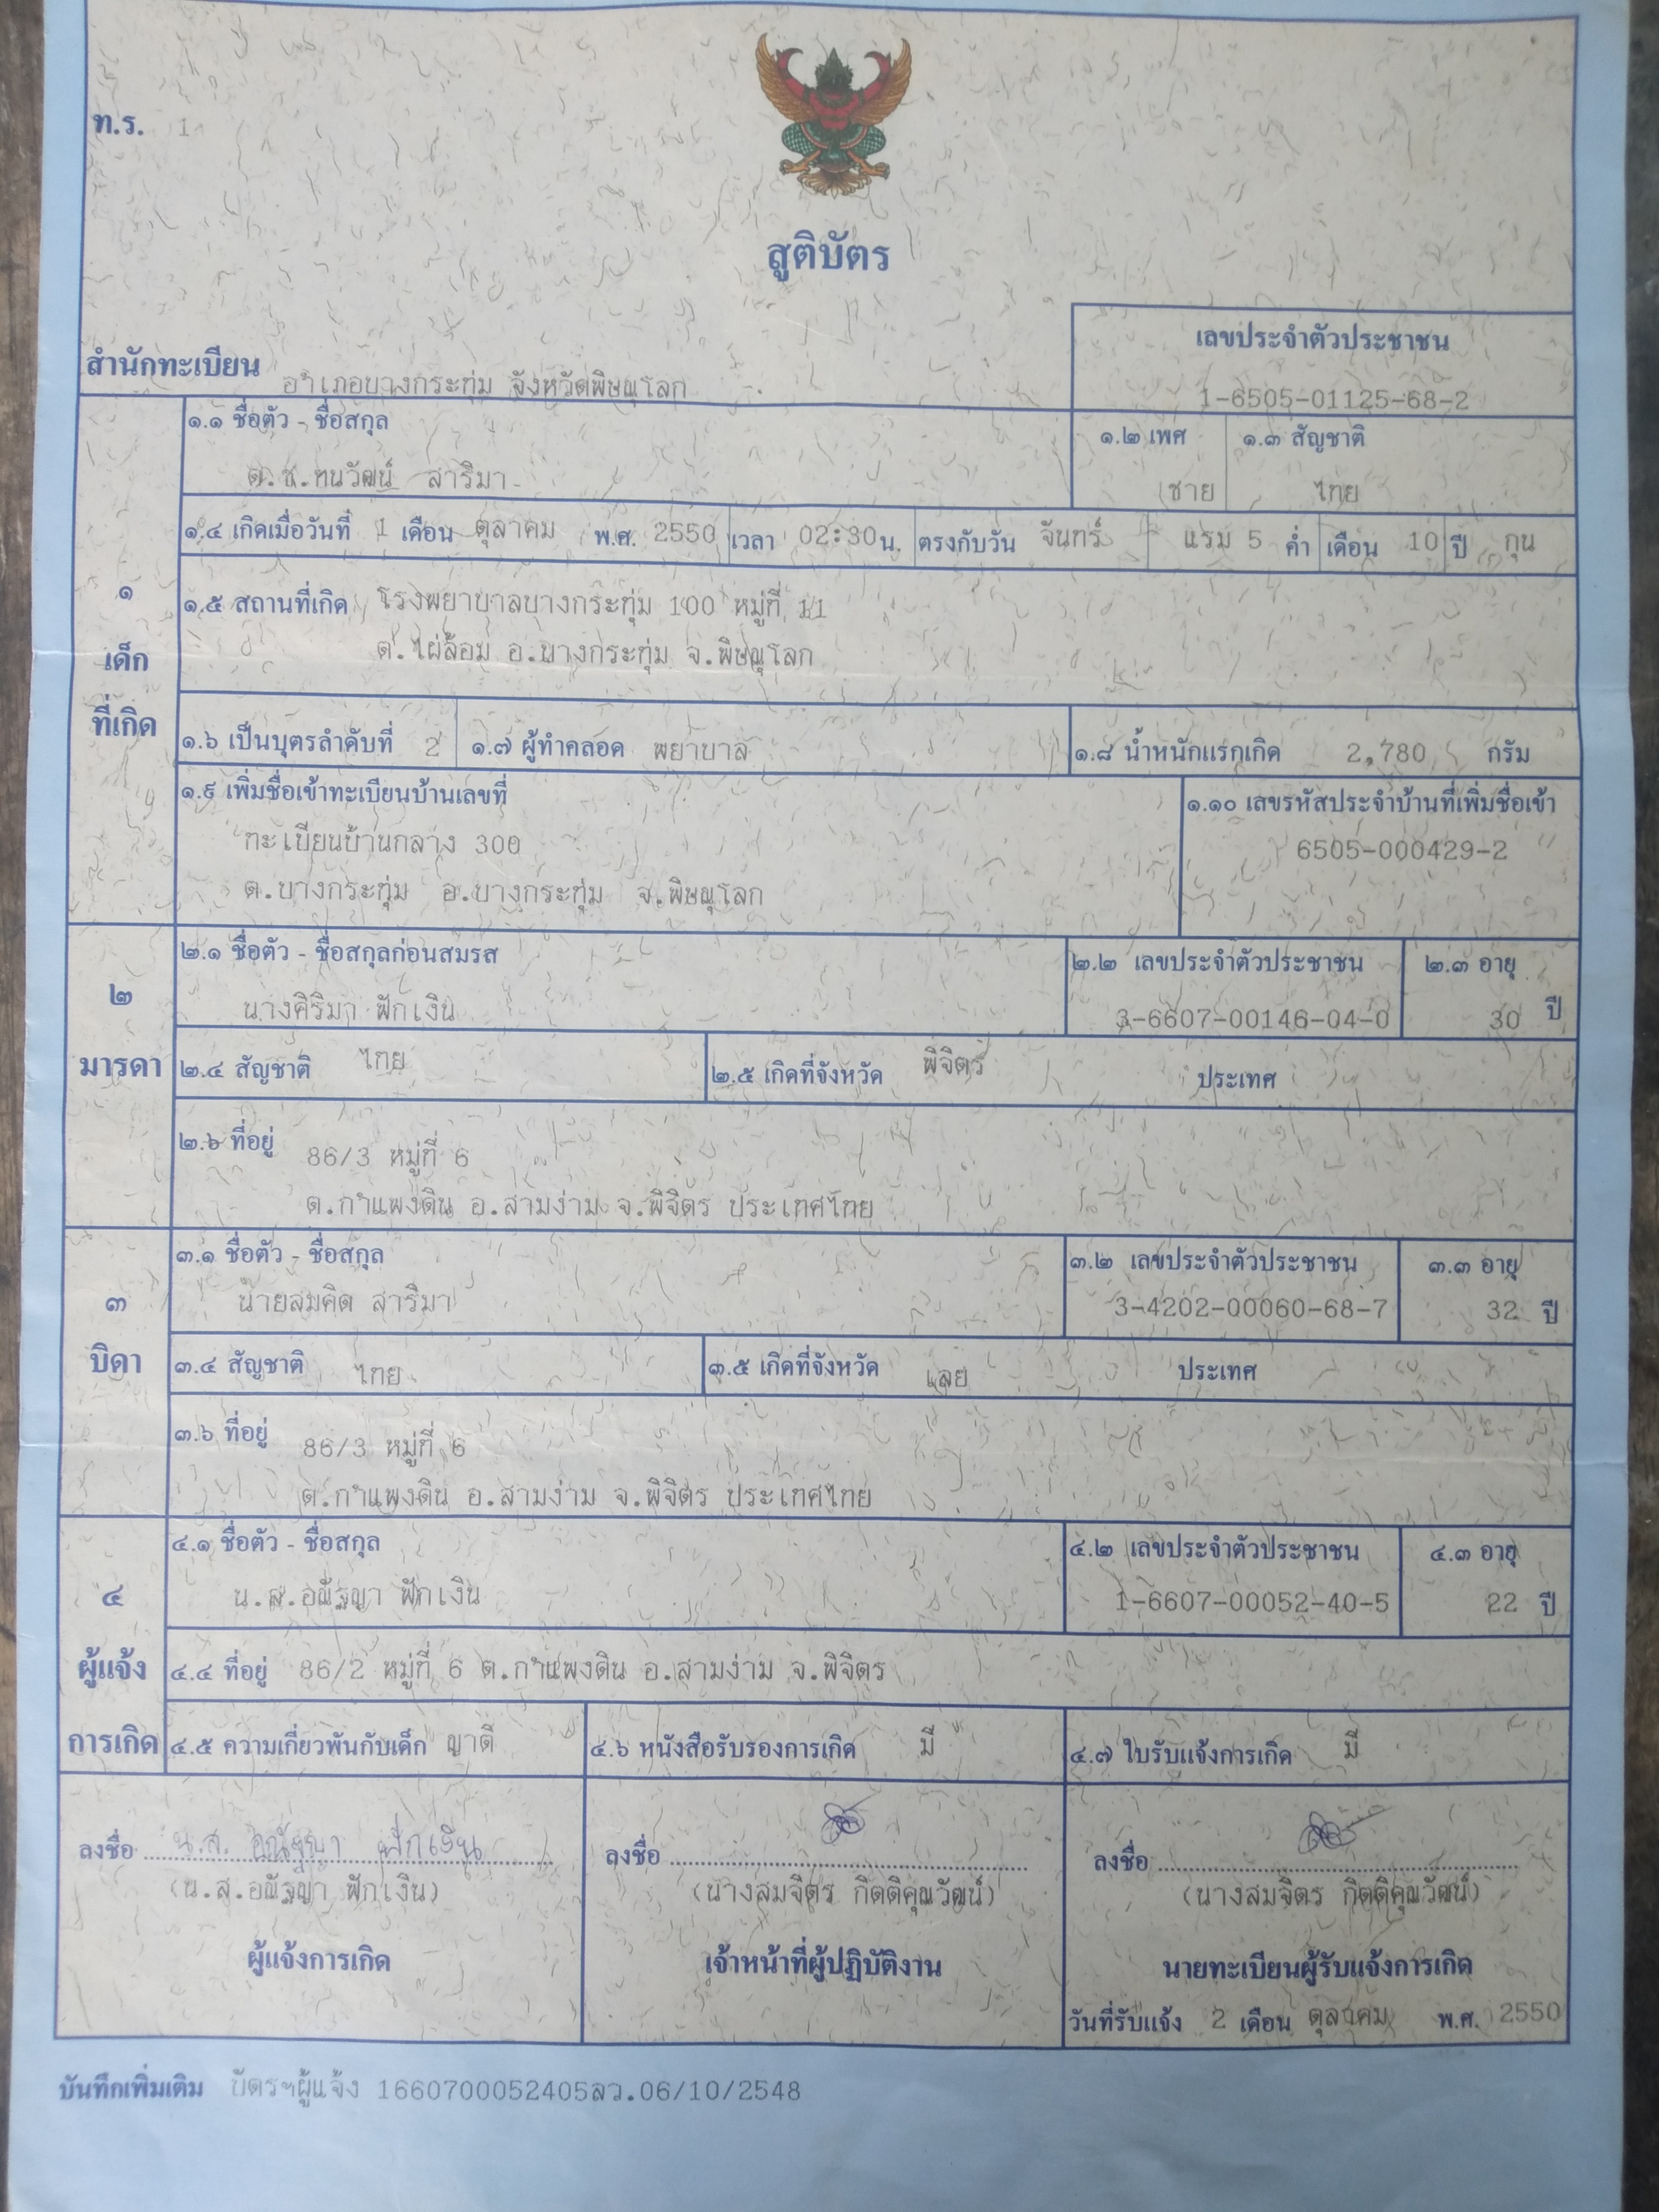 ท.ร. 1
สูติบัตร
สำนักทะเบียน อำเภอบางกระทุ่ม จังหวัดพิษณุโลก
เลขประจำตัวประชาชน
1-6505-01125-68-2
๑
เด็ก
ที่เกิด
๑.๑ ชื่อตัว - ชื่อสกุล
ด.ช.ทนวัฒน์ สาริมา
๑.๒ เพศ ชาย
๑.๓ สัญชาติ ไทย
๑.๔ เกิดเมื่อวันที่ 1 เดือน ตุลาคม พ.ศ. 2550 เวลา 02:30 น. ตรงกับวัน จันทร์ แรม 5 ค่ำ เดือน 10 ปี กุน
๑.๕ สถานที่เกิด โรงพยาบาลบางกระทุ่ม 100 หมู่ที่ 11
ต.ไผ่ล้อม อ.บางกระทุ่ม จ.พิษณุโลก
๑.๖ เป็นบุตรลำดับที่ 2 ๑.๗ ผู้ทำคลอด พยาบาล ๑.๘ น้ำหนักแรกเกิด 2,780 กรัม
๑.๙ เพิ่มชื่อเข้าทะเบียนบ้านเลขที่
ทะเบียนบ้านกลาง 300
ต.บางกระทุ่ม อ.บางกระทุ่ม จ.พิษณุโลก
๑.๑๐ เลขรหัสประจำบ้านที่เพิ่มชื่อเข้า
6505-000429-2
๒
มารดา
๒.๑ ชื่อตัว - ชื่อสกุลก่อนสมรส
นางศิริมา ฟักเงิน
๒.๒ เลขประจำตัวประชาชน
3-6607-00146-04-0
๒.๓ อายุ
30 ปี
๒.๔ สัญชาติ ไทย ๒.๕ เกิดที่จังหวัด พิจิตร ประเทศ
๒.๖ ที่อยู่ 86/3 หมู่ที่ 6
ต.กำแพงดิน อ.สามง่าม จ.พิจิตร ประเทศไทย
๓
บิดา
๓.๑ ชื่อตัว - ชื่อสกุล
นายสมคิด สาริมา
๓.๒ เลขประจำตัวประชาชน
3-4202-00060-68-7
๓.๓ อายุ
32 ปี
๓.๔ สัญชาติ ไทย ๓.๕ เกิดที่จังหวัด เลย ประเทศ
๓.๖ ที่อยู่ 86/3 หมู่ที่ 6
ต.กำแพงดิน อ.สามง่าม จ.พิจิตร ประเทศไทย
๔
ผู้แจ้ง
การเกิด
๔.๑ ชื่อตัว - ชื่อสกุล
น.ส.อณัฐญา ฟักเงิน
๔.๒ เลขประจำตัวประชาชน
1-6607-00052-40-5
๔.๓ อายุ
22 ปี
๔.๔ ที่อยู่ 86/2 หมู่ที่ 6 ต.กำแพงดิน อ.สามง่าม จ.พิจิตร
๔.๕ ความเกี่ยวพันกับเด็ก ญาติ ๔.๖ หนังสือรับรองการเกิด มี ๔.๗ ใบรับแจ้งการเกิด มี
ลงชื่อ น.ส. อณัฐญา ฟักเงิน
(น.ส.อณัฐญา ฟักเงิน)
ผู้แจ้งการเกิด
ลงชื่อ
(นางสมจิตร กิตติคุณวัฒน์)
เจ้าหน้าที่ผู้ปฏิบัติงาน
ลงชื่อ
(นางสมจิตร กิตติคุณวัฒน์)
นายทะเบียนผู้รับแจ้งการเกิด
วันที่รับแจ้ง 2 เดือน ตุลาคม พ.ศ. 2550
บันทึกเพิ่มเติม บัตรฯผู้แจ้ง 1660700052405ลว.06/10/2548